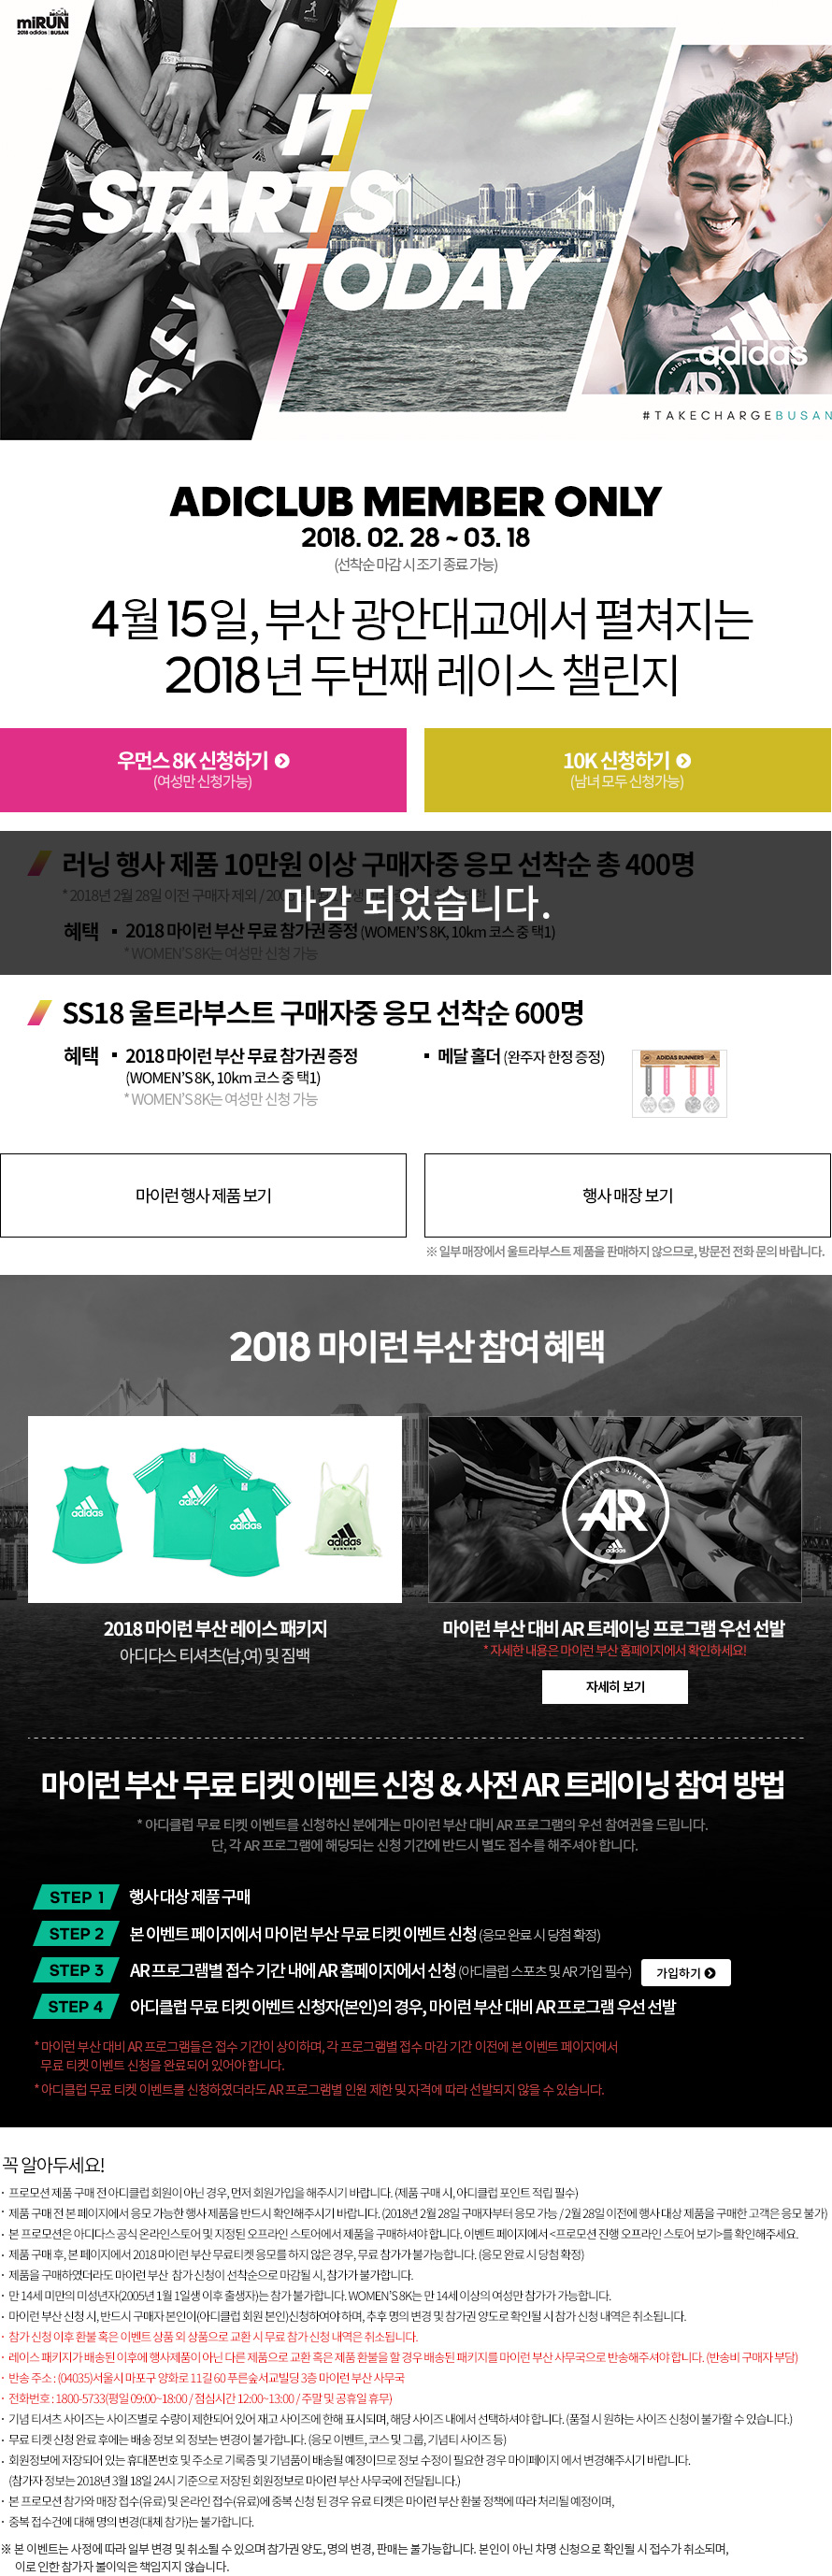 miRUN
2018 adidas | BUSAN
IT
STARTS
TODAY
adidas
ADIDAS RUNNERS
AR
#TAKECHARGEBUSAN
ADICLUB MEMBER ONLY
2018. 02. 28 ~ 03. 18
(선착순 마감 시 조기 종료 가능)
4월 15일, 부산 광안대교에서 펼쳐지는
2018년 두번째 레이스 챌린지
우먼스 8K 신청하기
(여성만 신청가능)
10K 신청하기
(남녀 모두 신청가능)
러닝 행사 제품 10만원 이상 구매자중 응모 선착순 총 400명
* 2018년 2월 28일 이전 구매자 제외
마감 되었습니다.
혜택 ▪ 2018 마이런 부산 무료 참가권 증정 (WOMEN'S 8K, 10km 코스 중 택1)
* WOMEN'S 8K는 여성만 신청 가능
SS18 울트라부스트 구매자중 응모 선착순 600명
혜택 ▪ 2018 마이런 부산 무료 참가권 증정
(WOMEN'S 8K, 10km 코스 중 택1)
* WOMEN'S 8K는 여성만 신청 가능
▪ 메달 홀더 (완주자 한정 증정)
ADIDAS RUNNERS
마이런 행사 제품 보기
행사 매장 보기
※ 일부 매장에서 울트라부스트 제품을 판매하지 않으므로, 방문전 전화 문의 바랍니다.
2018 마이런 부산 참여 혜택
adidas
adidas
adidas
adidas
RUNNING
ADIDAS RUNNERS
AR
adidas
2018 마이런 부산 레이스 패키지
아디다스 티셔츠(남,여) 및 짐백
마이런 부산 대비 AR 트레이닝 프로그램 우선 선발
* 자세한 내용은 마이런 부산 홈페이지에서 확인하세요!
자세히 보기
마이런 부산 무료 티켓 이벤트 신청 & 사전 AR 트레이닝 참여 방법
* 아디클럽 무료 티켓 이벤트를 신청하신 분에게는 마이런 부산 대비 AR 프로그램의 우선 참여권을 드립니다.
단, 각 AR 프로그램에 해당되는 신청 기간에 반드시 별도 접수를 해주셔야 합니다.
STEP 1 행사 대상 제품 구매
STEP 2 본 이벤트 페이지에서 마이런 부산 무료 티켓 이벤트 신청 (응모 완료 시 당첨 확정)
STEP 3 AR 프로그램별 접수 기간 내에 AR 홈페이지에서 신청 (아디클럽 스포츠 및 AR 가입 필수) 가입하기
STEP 4 아디클럽 무료 티켓 이벤트 신청자(본인)의 경우, 마이런 부산 대비 AR 프로그램 우선 선발
* 마이런 부산 대비 AR 프로그램들은 접수 기간이 상이하며, 각 프로그램별 접수 마감 기간 이전에 본 이벤트 페이지에서
무료 티켓 이벤트 신청을 완료되어 있어야 합니다.
* 아디클럽 무료 티켓 이벤트를 신청하였더라도 AR 프로그램별 인원 제한 및 자격에 따라 선발되지 않을 수 있습니다.
꼭 알아두세요!
· 프로모션 제품 구매 전 아디클럽 회원이 아닌 경우, 먼저 회원가입을 해주시기 바랍니다. (제품 구매 시, 아디클럽 포인트 적립 필수)
· 제품 구매 전 본 페이지에서 응모 가능한 행사 제품을 반드시 확인해주시기 바랍니다. (2018년 2월 28일 구매자부터 응모 가능 / 2월 28일 이전에 행사 대상 제품을 구매한 고객은 응모 불가)
· 본 프로모션은 아디다스 공식 온라인스토어 및 지정된 오프라인 스토어에서 제품을 구매하셔야 합니다. 이벤트 페이지에서 <프로모션 진행 오프라인 스토어 보기>를 확인해주세요.
· 제품 구매 후, 본 페이지에서 2018 마이런 부산 무료티켓 응모를 하지 않은 경우, 무료 참가가 불가능합니다. (응모 완료 시 당첨 확정)
· 제품을 구매하였더라도 마이런 부산 참가 신청이 선착순으로 마감될 시, 참가가 불가합니다.
· 만 14세 미만의 미성년자(2005년 1월 1일생 이후 출생자)는 참가 불가합니다. WOMEN'S 8K는 만 14세 이상의 여성만 참가가 가능합니다.
· 마이런 부산 신청 시, 반드시 구매자 본인이(아디클럽 회원 본인)신청하여야 하며, 추후 명의 변경 및 참가권 양도로 확인될 시 참가 신청 내역은 취소됩니다.
· 참가 신청 이후 환불 혹은 이벤트 상품 외 상품으로 교환 시 무료 참가 신청 내역은 취소됩니다.
· 레이스 패키지가 배송된 이후에 행사제품이 아닌 다른 제품으로 교환 혹은 제품 환불을 할 경우 배송된 패키지를 마이런 부산 사무국으로 반송해주셔야 합니다. (반송비 구매자 부담)
· 반송 주소 : (04035)서울시 마포구 양화로 11길 60 푸른숲서교빌딩 3층 마이런 부산 사무국
· 전화번호 : 1800-5733(평일 09:00~18:00 / 점심시간 12:00~13:00 / 주말 및 공휴일 휴무)
· 기념 티셔츠 사이즈는 사이즈별로 수량이 제한되어 있어 재고 사이즈에 한해 표시되며, 해당 사이즈 내에서 선택하셔야 합니다. (품절 시 원하는 사이즈 신청이 불가할 수 있습니다.)
· 무료 티켓 신청 완료 후에는 배송 정보 외 정보는 변경이 불가합니다. (응모 이벤트, 코스 및 그룹, 기념티 사이즈 등)
· 회원정보에 저장되어 있는 휴대폰번호 및 주소로 기록증 및 기념품이 배송될 예정이므로 정보 수정이 필요한 경우 마이페이지 에서 변경해주시기 바랍니다.
(참가자 정보는 2018년 3월 18일 24시 기준으로 저장된 회원정보로 마이런 부산 사무국에 전달됩니다.)
· 본 프로모션 참가와 매장 접수(유료) 및 온라인 접수(유료)에 중복 신청 된 경우 유료 티켓은 마이런 부산 환불 정책에 따라 처리될 예정이며,
· 중복 접수건에 대해 명의 변경(대체 참가)는 불가합니다.
※ 본 이벤트는 사정에 따라 일부 변경 및 취소될 수 있으며 참가권 양도, 명의 변경, 판매는 불가능합니다. 본인이 아닌 차명 신청으로 확인될 시 접수가 취소되며,
이로 인한 참가자 불이익은 책임지지 않습니다.